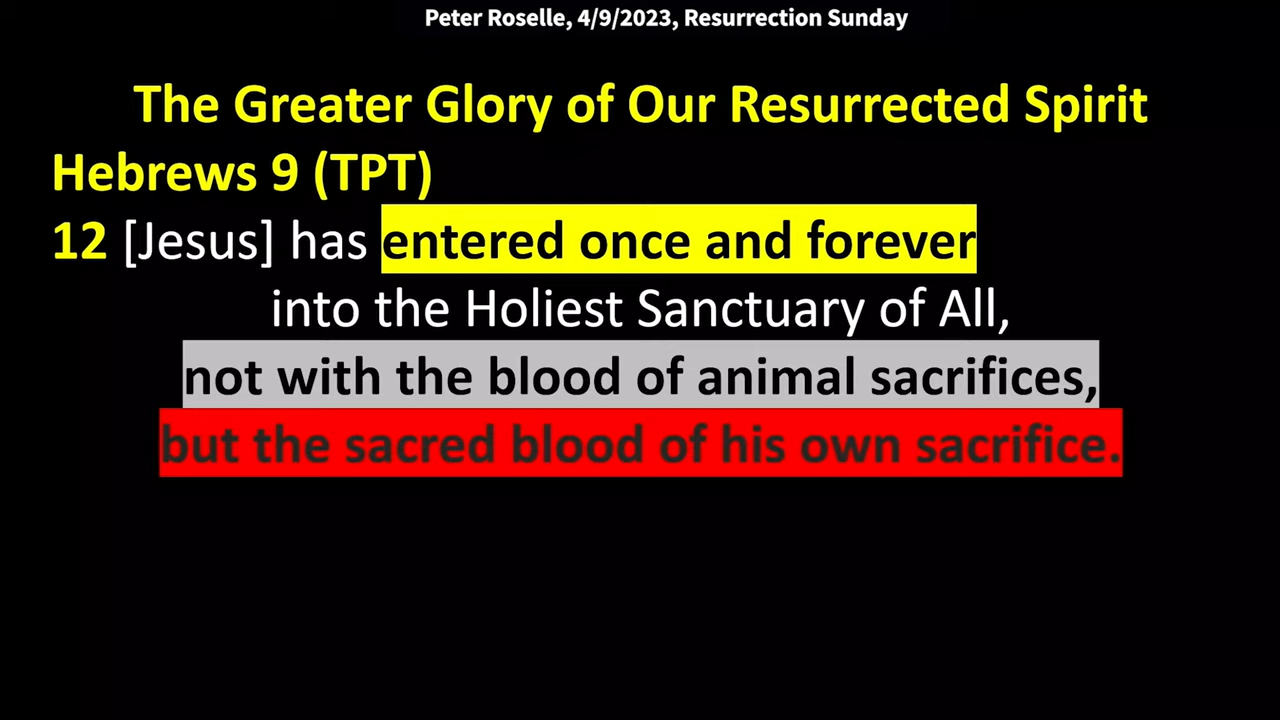 Peter Roselle, 4/9/2023, Resurrection Sunday
The Greater Glory of Our Resurrected Spirit
Hebrews 9 (TPT)
12 [Jesus] has entered once and forever
into the Holiest Sanctuary of All,
not with the blood of animal sacrifices,
but the sacred blood of his own sacrifice.